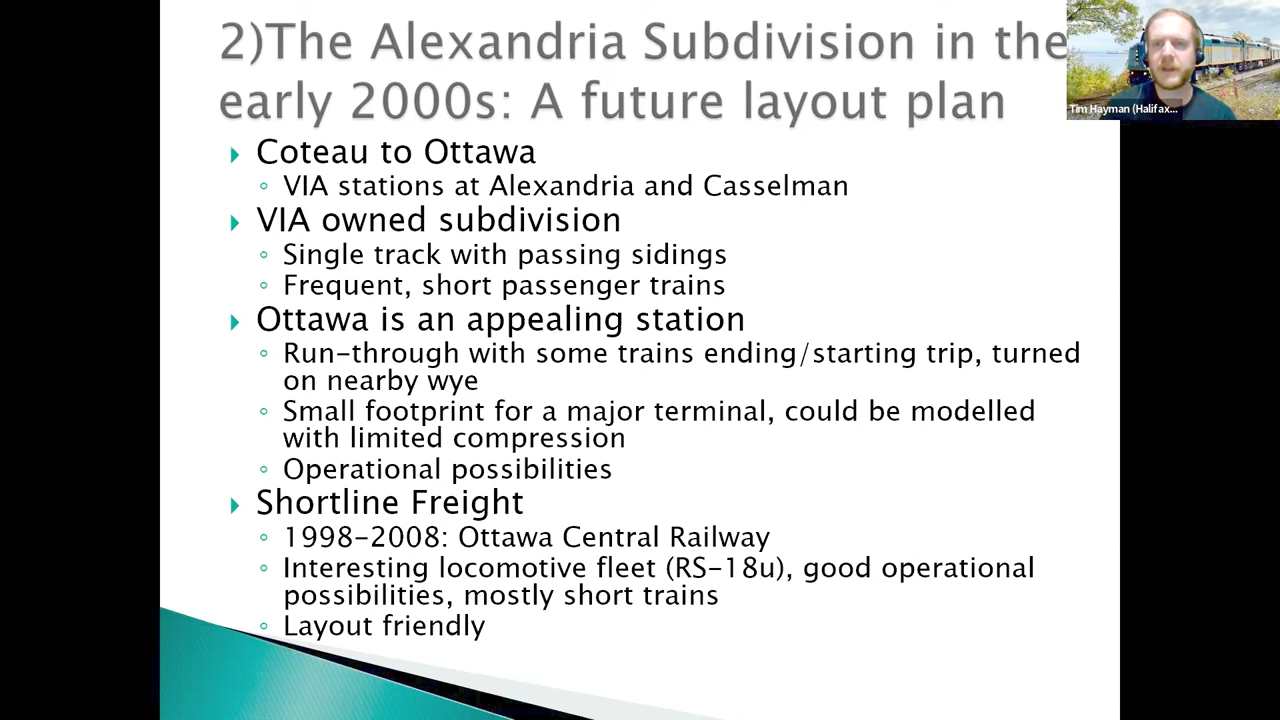 2)The Alexandria Subdivision in the
early 2000s: A future layout plan
Tim Hayman (Halifax...
Coteau to Ottawa
VIA stations at Alexandria and Casselman
VIA owned subdivision
Single track with passing sidings
Frequent, short passenger trains
Ottawa is an appealing station
Run-through with some trains ending/starting trip, turned
on nearby wye
Small footprint for a major terminal, could be modelled
with limited compression
Operational possibilities
Shortline Freight
1998-2008: Ottawa Central Railway
Interesting locomotive fleet (RS-18u), good operational
possibilities, mostly short trains
Layout friendly